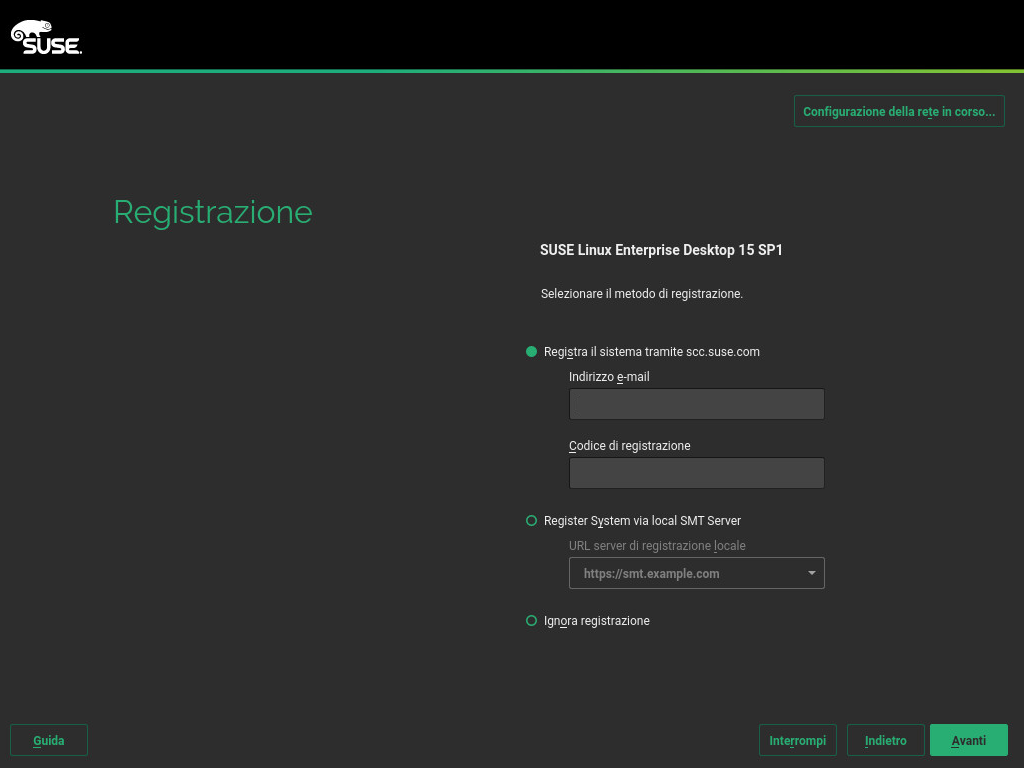 SUSE
Configurazione della rete in corso...
Registrazione
SUSE Linux Enterprise Desktop 15 SP1
Selezionare il metodo di registrazione.
Registra il sistema tramite scc.suse.com
Indirizzo e-mail
Codice di registrazione
Register System via local SMT Server
URL server di registrazione locale
https://smt.example.com
Ignora registrazione
Guida
Interrompi
Indietro
Avanti